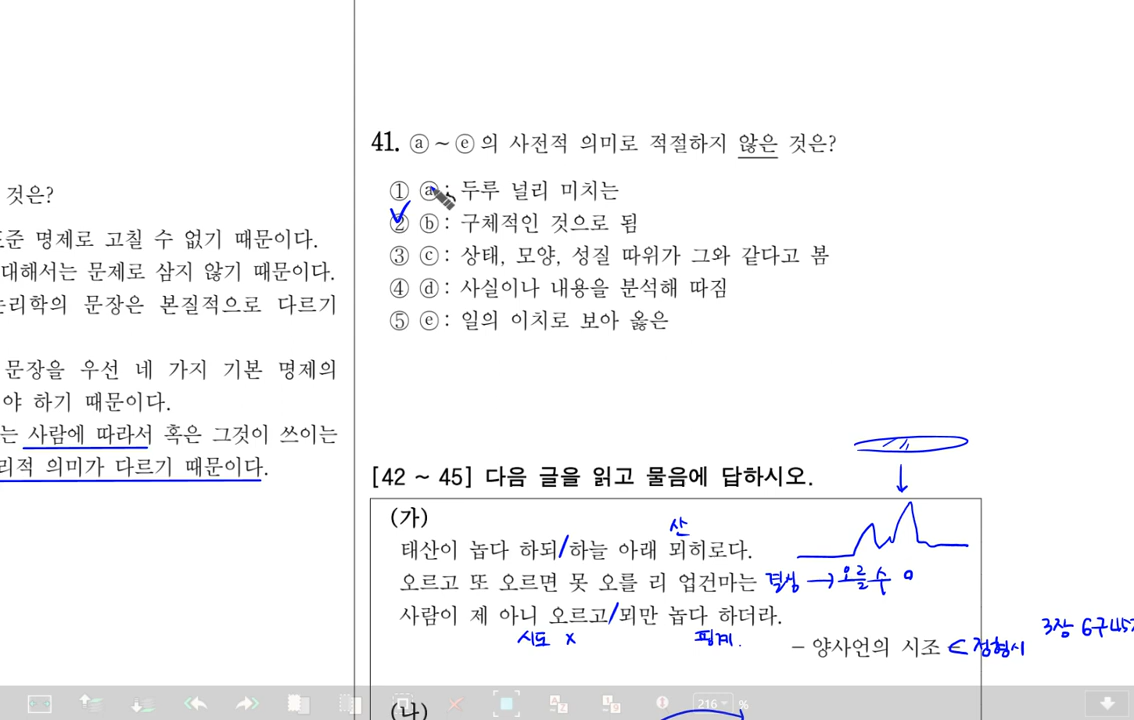 것은?
표준 명제로 고칠 수 없기 때문이다.
대해서는 문제로 삼지 않기 때문이다.
논리학의 문장은 본질적으로 다르기
문장을 우선 네 가지 기본 명제의
야 하기 때문이다.
는 사람에 따라서 혹은 그것이 쓰이는
리적 의미가 다르기 때문이다.
41. ⓐ~ⓔ의 사전적 의미로 적절하지 않은 것은?
① ⓐ: 두루 널리 미치는
② ⓑ: 구체적인 것으로 됨
③ ⓒ: 상태, 모양, 성질 따위가 그와 같다고 봄
④ ⓓ: 사실이나 내용을 분석해 따짐
⑤ ⓔ: 일의 이치로 보아 옳은
[42 ~ 45] 다음 글을 읽고 물음에 답하시오.
(가)
산
태산이 높다 하되/하늘 아래 뫼히로다.
오르고 또 오르면 못 오를 리 업건마는 → 오를 수 o
사람이 제 아니 오르고/뫼만 높다 하더라.
시도 x 핑계.
- 양사언의 시조 ∈ 정형시
3장 6구 45
216 %
(나)